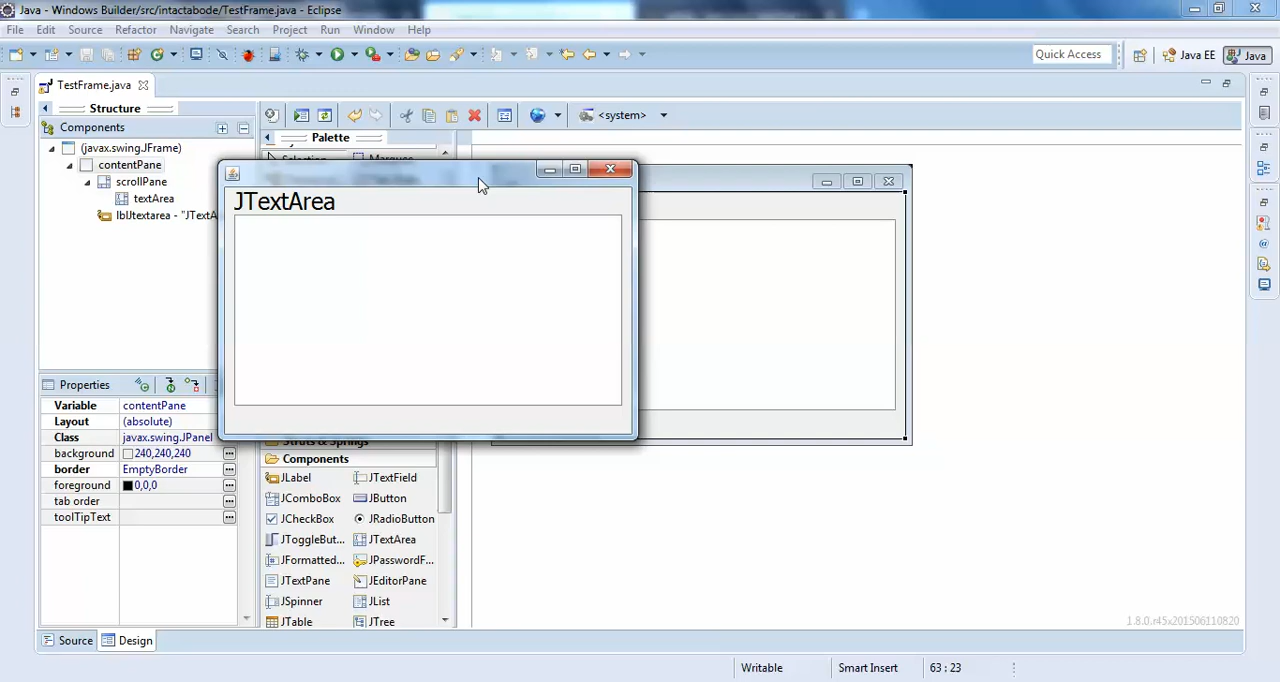 Java - Windows Builder/src/intactabode/TestFrame.java - Eclipse
File Edit Source Refactor Navigate Search Project Run Window Help
Quick Access Java EE Java
TestFrame.java
Structure
<system>
Components
Palette
(javax.swing.JFrame)
Selection Marquee
contentPane
scrollPane
textArea
JTextArea
lblJtextarea - "JTextA
Properties
Variable contentPane
Layout (absolute)
Class javax.swing.JPanel
Struts & Springs
background 240,240,240
Components
border EmptyBorder
JLabel JTextField
foreground 0,0,0
JComboBox JButton
tab order
toolTipText
JCheckBox JRadioButton
JToggleBut... JTextArea
JFormatted... JPasswordF...
JTextPane JEditorPane
JSpinner JList
JTable JTree
1.8.0.r45x201506110820
Source Design
Writable Smart Insert 63 : 23